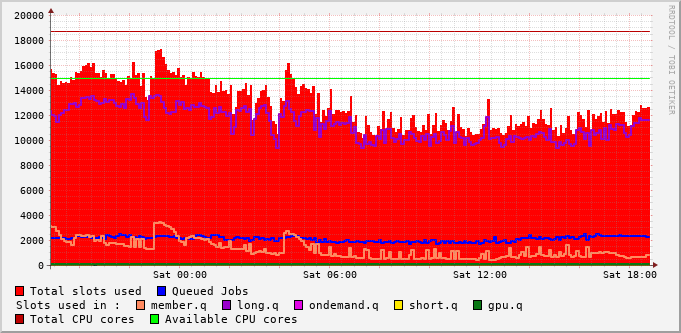 20000
18000
16000
14000
12000
10000
8000
6000
4000
2000
0
Sat 00:00 Sat 06:00 Sat 12:00 Sat 18:00
RRDTOOL / TOBI OETIKER
Total slots used Queued Jobs
Slots used in : member.q long.q ondemand.q short.q gpu.q
Total CPU cores Available CPU cores